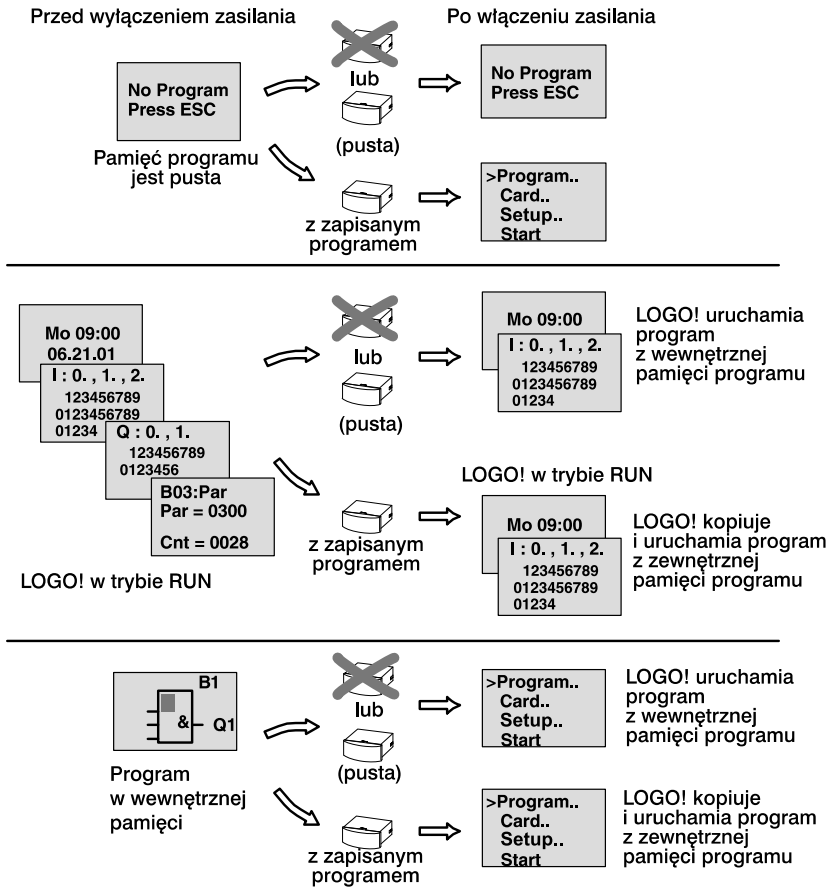 Przed wyłączeniem zasilania
Po włączeniu zasilania
No Program
Press ESC
Pamięć programu
jest pusta
lub
(pusta)
No Program
Press ESC
z zapisanym
programem
>Program..
Card..
Setup..
Start
Mo 09:00
06.21.01
I : 0. , 1. , 2.
123456789
0123456789
01234
Q : 0. , 1.
123456789
0123456
B03:Par
Par = 0300
Cnt = 0028
LOGO! w trybie RUN
lub
(pusta)
Mo 09:00
I : 0. , 1. , 2.
123456789
0123456789
01234
LOGO! uruchamia
program
z wewnętrznej
pamięci programu
z zapisanym
programem
LOGO! w trybie RUN
Mo 09:00
I : 0. , 1. , 2.
123456789
0123456789
01234
LOGO! kopiuje
i uruchamia program
z zewnętrznej
pamięci programu
B1
&
Q1
Program
w wewnętrznej
pamięci
lub
(pusta)
>Program..
Card..
Setup..
Start
LOGO! uruchamia
program
z wewnętrznej
pamięci programu
z zapisanym
programem
>Program..
Card..
Setup..
Start
LOGO! kopiuje
i uruchamia program
z zewnętrznej
pamięci programu